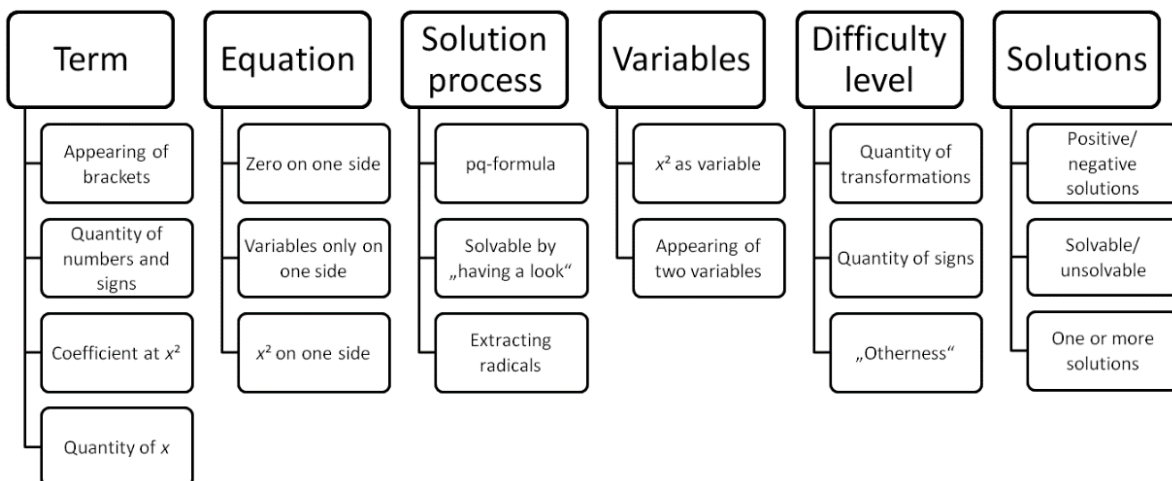 Term
Appearing of
brackets
Quantity of
numbers and
signs
Coefficient at x²
Quantity of x
Equation
Zero on one side
Variables only on
one side
x² on one side
Solution
process
pq-formula
Solvable by
„having a look“
Extracting
radicals
Variables
x² as variable
Appearing of
two variables
Difficulty
level
Quantity of
transformations
Quantity of signs
„Otherness“
Solutions
Positive/
negative
solutions
Solvable/
unsolvable
One or more
solutions